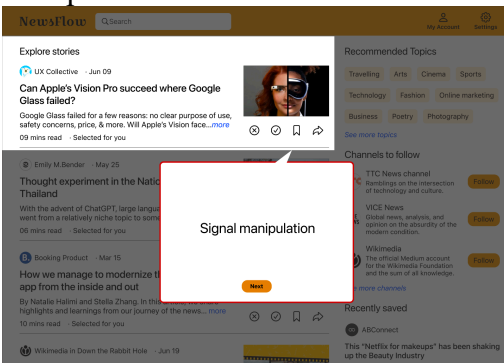 NewsFlow
Search
My Account
Settings
Explore stories
UX Collective · Jun 09
Can Apple's Vision Pro succeed where Google
Glass failed?
Google Glass failed for a few reasons: no clear purpose of use,
safety concerns, price, & more. Will Apple's Vision face...more
09 mins read · Selected for you
Emily M.Bender · May 25
Thought experiment in the Natio
Thailand
With the advent of ChatGPT, large langua
went from a relatively niche topic to som
06 mins read · Selected for you
Booking Product · Mar 15
How we manage to modernize t
app from the inside and out
By Natalie Halimi and Stella Zhang. In this
highlights and learnings from our journey of the news... more
10 mins read · Selected for you
Wikimedia in Down the Rabbit Hole · Jun 19
Signal manipulation
Next
Recommended Topics
Travelling
Arts
Cinema
Sports
Technology
Fashion
Online marketing
Business
Poetry
Photography
See more topics
Channels to follow
TTC News channel
Ramblings on the intersection
of technology and culture.
Follow
VICE News
Global news, analysis, and
opinion on the absurdity of the
modern condition.
Follow
Wikimedia
The official Medium account
for the Wikimedia Foundation
and the sum of all knowledge.
Follow
more channels
Recently saved
ABConnect
This "Netflix for makeups" has been shaking
up the Beauty Industry